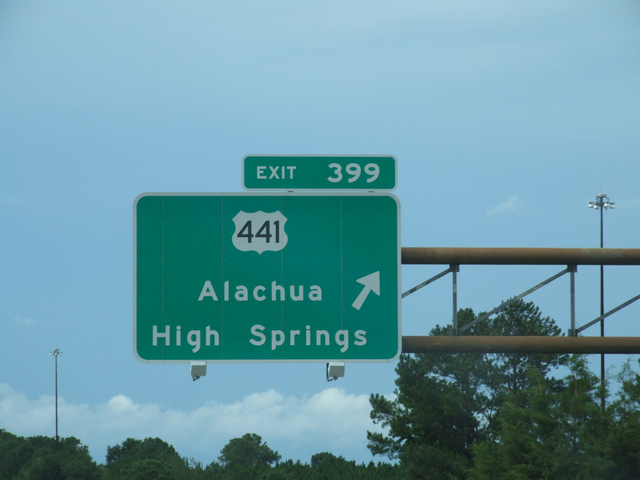 EXIT 399
441
Alachua
High Springs